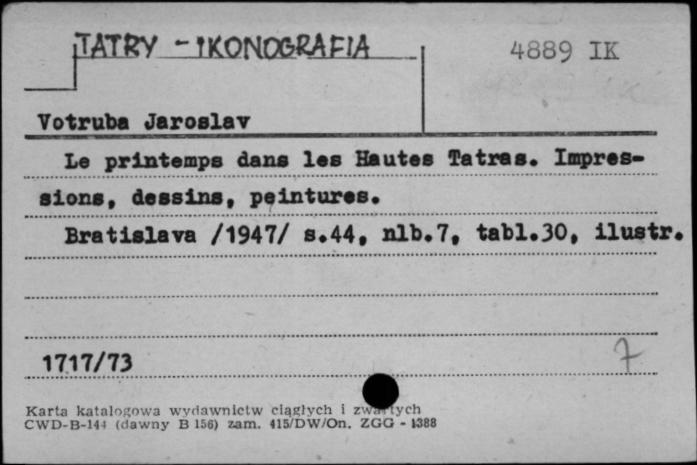 TATRY - IKONOGRAFIA
4889 IK
Votruba Jaroslav
Le printemps dans les Hautes Tatras. Impres-
sions, dessins, peintures.
Bratislava /1947/ s.44, nlb.7, tabl.30, ilustr.
1717/73
7
Karta katalogowa wydawnictw ciągłych i zwartych
CWD-B-144 (dawny B 156) zam. 415/DW/On. ZGG - 1388